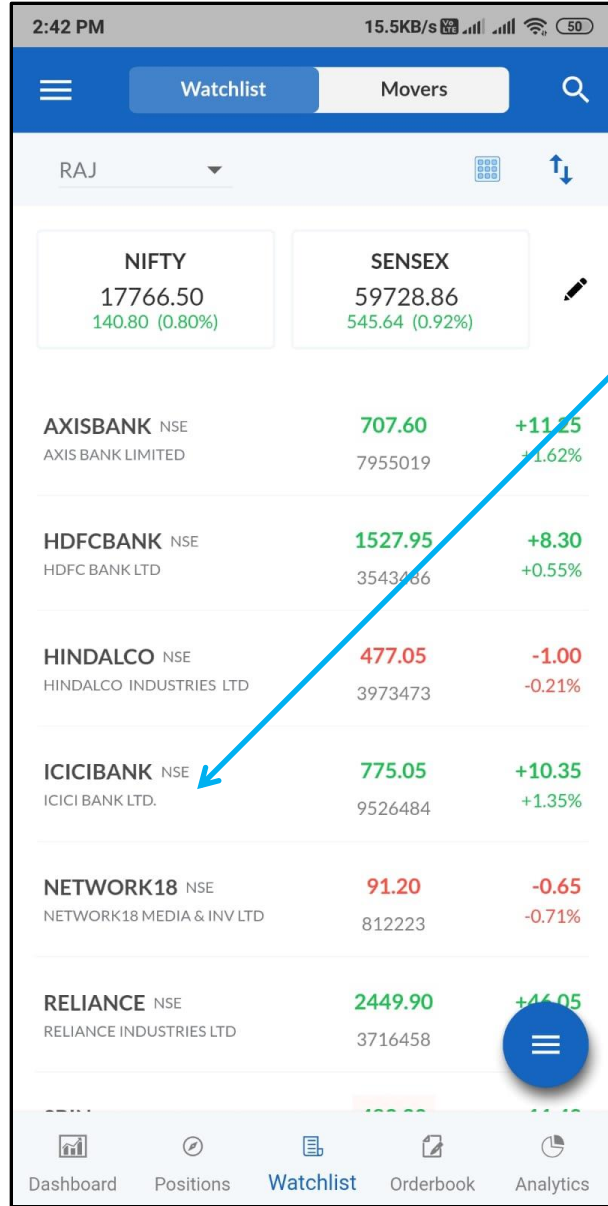 2:42 PM 15.5KB/s Vo LTE 50
Watchlist Movers
RAJ
NIFTY SENSEX
17766.50 59728.86
140.80 (0.80%) 545.64 (0.92%)
AXISBANK NSE 707.60 +11.25
AXIS BANK LIMITED 7955019 +1.62%
HDFCBANK NSE 1527.95 +8.30
HDFC BANK LTD 3543486 +0.55%
HINDALCO NSE 477.05 -1.00
HINDALCO INDUSTRIES LTD 3973473 -0.21%
ICICIBANK NSE 775.05 +10.35
ICICI BANK LTD. 9526484 +1.35%
NETWORK18 NSE 91.20 -0.65
NETWORK18 MEDIA & INV LTD 812223 -0.71%
RELIANCE NSE 2449.90 +46.05
RELIANCE INDUSTRIES LTD 3716458
Dashboard Positions Watchlist Orderbook Analytics